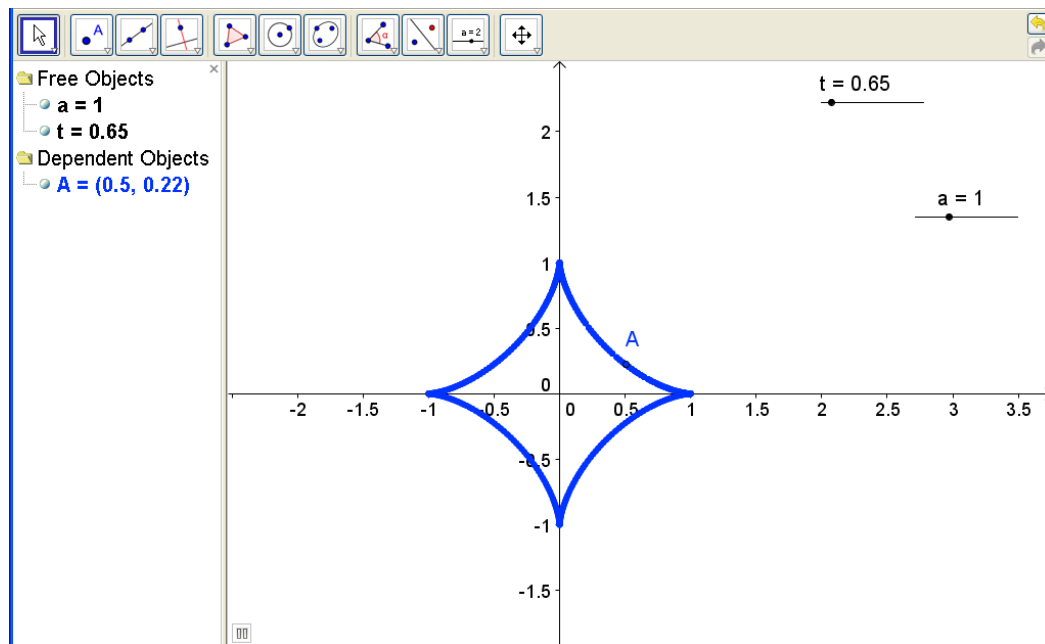 A
α
a = 2
Free Objects
a = 1
t = 0.65
Dependent Objects
A = (0.5, 0.22)
t = 0.65
a = 1
A
2
1.5
1
0.5
0
-0.5
-1
-1.5
-2
-1
-0.5
0
0.5
1
1.5
2
2.5
3
3.5